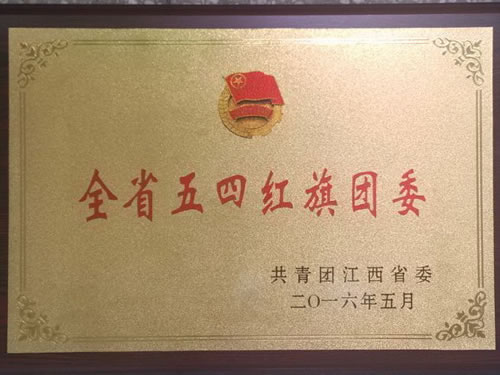 全省五四红旗团委
共青团江西省委
二〇一六年五月